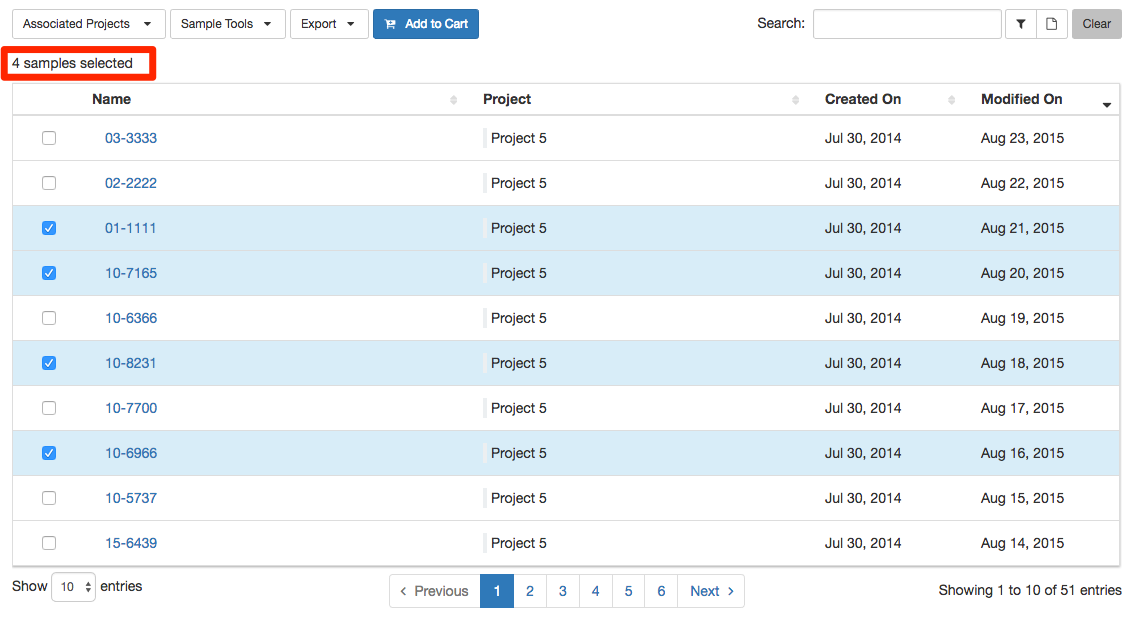 Associated Projects Sample Tools Export Add to Cart Search: Clear
4 samples selected
Name Project Created On Modified On
03-3333 Project 5 Jul 30, 2014 Aug 23, 2015
02-2222 Project 5 Jul 30, 2014 Aug 22, 2015
01-1111 Project 5 Jul 30, 2014 Aug 21, 2015
10-7165 Project 5 Jul 30, 2014 Aug 20, 2015
10-6366 Project 5 Jul 30, 2014 Aug 19, 2015
10-8231 Project 5 Jul 30, 2014 Aug 18, 2015
10-7700 Project 5 Jul 30, 2014 Aug 17, 2015
10-6966 Project 5 Jul 30, 2014 Aug 16, 2015
10-5737 Project 5 Jul 30, 2014 Aug 15, 2015
15-6439 Project 5 Jul 30, 2014 Aug 14, 2015
Show 10 entries Previous 1 2 3 4 5 6 Next Showing 1 to 10 of 51 entries